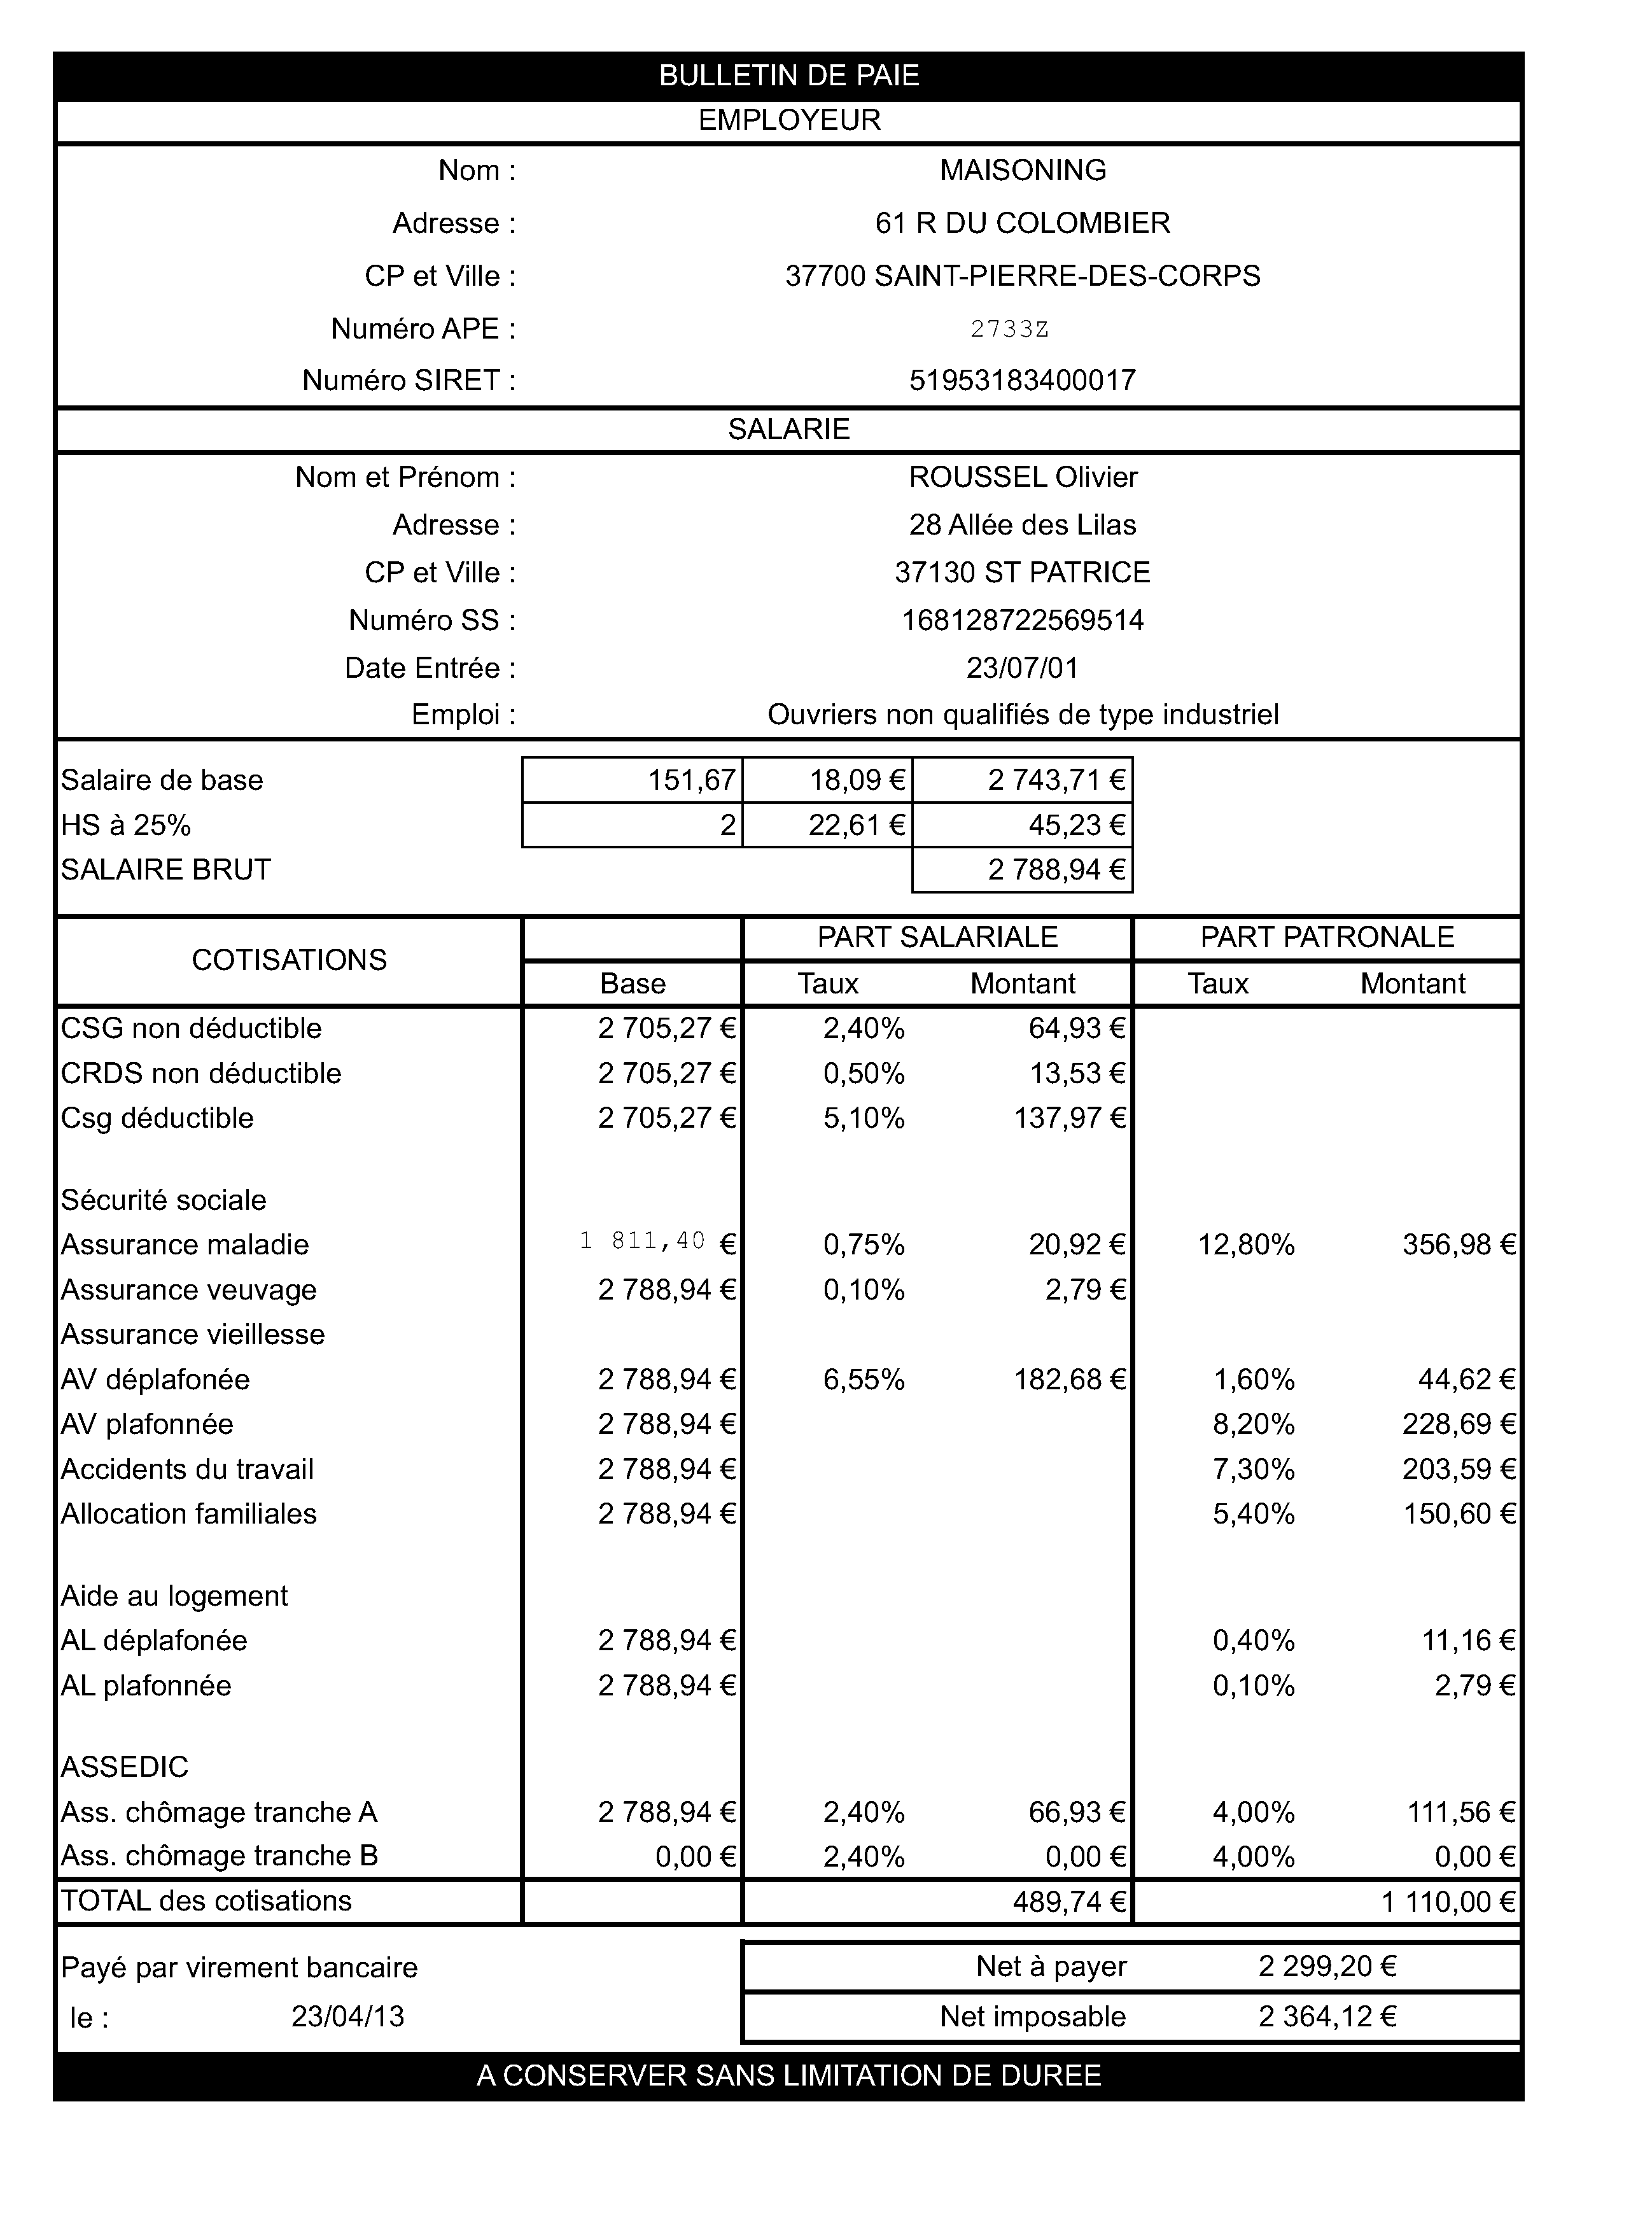 BULLETIN DE PAIE
EMPLOYEUR
Nom : MAISONING
Adresse : 61 R DU COLOMBIER
CP et Ville : 37700 SAINT-PIERRE-DES-CORPS
Numéro APE : 2733Z
Numéro SIRET : 51953183400017
SALARIE
Nom et Prénom : ROUSSEL Olivier
Adresse : 28 Allée des Lilas
CP et Ville : 37130 ST PATRICE
Numéro SS : 168128722569514
Date Entrée : 23/07/01
Emploi : Ouvriers non qualifiés de type industriel
Salaire de base 151,67 18,09 € 2 743,71 €
HS à 25% 2 22,61 € 45,23 €
SALAIRE BRUT 2 788,94 €
COTISATIONS PART SALARIALE PART PATRONALE
Base Taux Montant Taux Montant
CSG non déductible 2 705,27 € 2,40% 64,93 €
CRDS non déductible 2 705,27 € 0,50% 13,53 €
Csg déductible 2 705,27 € 5,10% 137,97 €
Sécurité sociale
Assurance maladie 1 811,40 € 0,75% 20,92 € 12,80% 356,98 €
Assurance veuvage 2 788,94 € 0,10% 2,79 €
Assurance vieillesse
AV déplafonée 2 788,94 € 6,55% 182,68 € 1,60% 44,62 €
AV plafonnée 2 788,94 € 8,20% 228,69 €
Accidents du travail 2 788,94 € 7,30% 203,59 €
Allocation familiales 2 788,94 € 5,40% 150,60 €
Aide au logement
AL déplafonée 2 788,94 € 0,40% 11,16 €
AL plafonnée 2 788,94 € 0,10% 2,79 €
ASSEDIC
Ass. chômage tranche A 2 788,94 € 2,40% 66,93 € 4,00% 111,56 €
Ass. chômage tranche B 0,00 € 2,40% 0,00 € 4,00% 0,00 €
TOTAL des cotisations 489,74 € 1 110,00 €
Payé par virement bancaire Net à payer 2 299,20 €
le : 23/04/13 Net imposable 2 364,12 €
A CONSERVER SANS LIMITATION DE DUREE